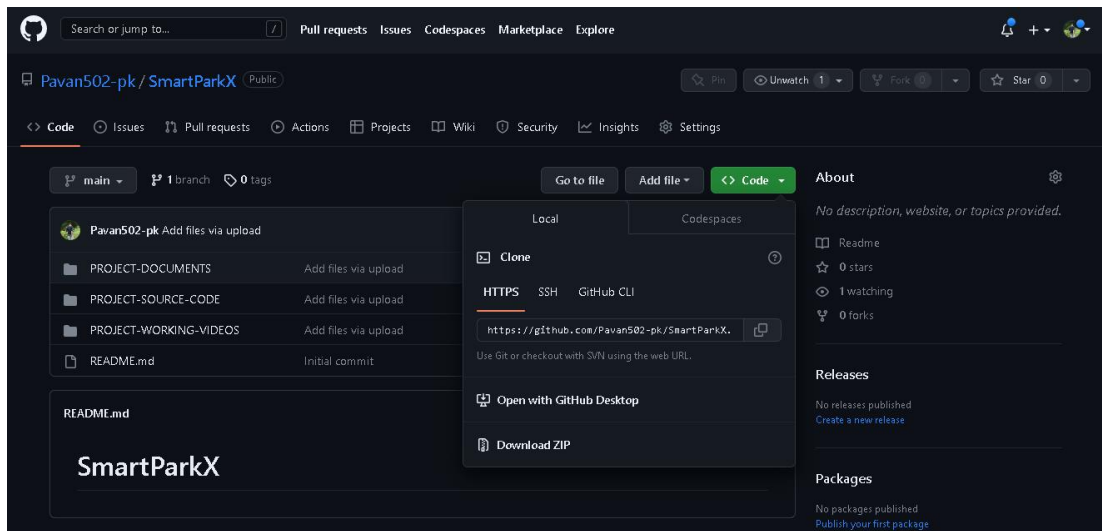 Search or jump to... / Pull requests Issues Codespaces Marketplace Explore
Pavan502-pk / SmartParkX Public
Pin Unwatch 1 Fork 0 Star 0
<> Code Issues Pull requests Actions Projects Wiki Security Insights Settings
main 1 branch 0 tags
Go to file Add file <> Code
Pavan502-pk Add files via upload
PROJECT-DOCUMENTS Add files via upload
PROJECT-SOURCE-CODE Add files via upload
PROJECT-WORKING-VIDEOS Add files via upload
README.md Initial commit
README.md
SmartParkX
Local Codespaces
Clone
HTTPS SSH GitHub CLI
https://github.com/Pavan502-pk/SmartParkX.
Use Git or checkout with SVN using the web URL.
Open with GitHub Desktop
Download ZIP
About
No description, website, or topics provided.
Readme
0 stars
1 watching
0 forks
Releases
No releases published
Create a new release
Packages
No packages published
Publish your first package